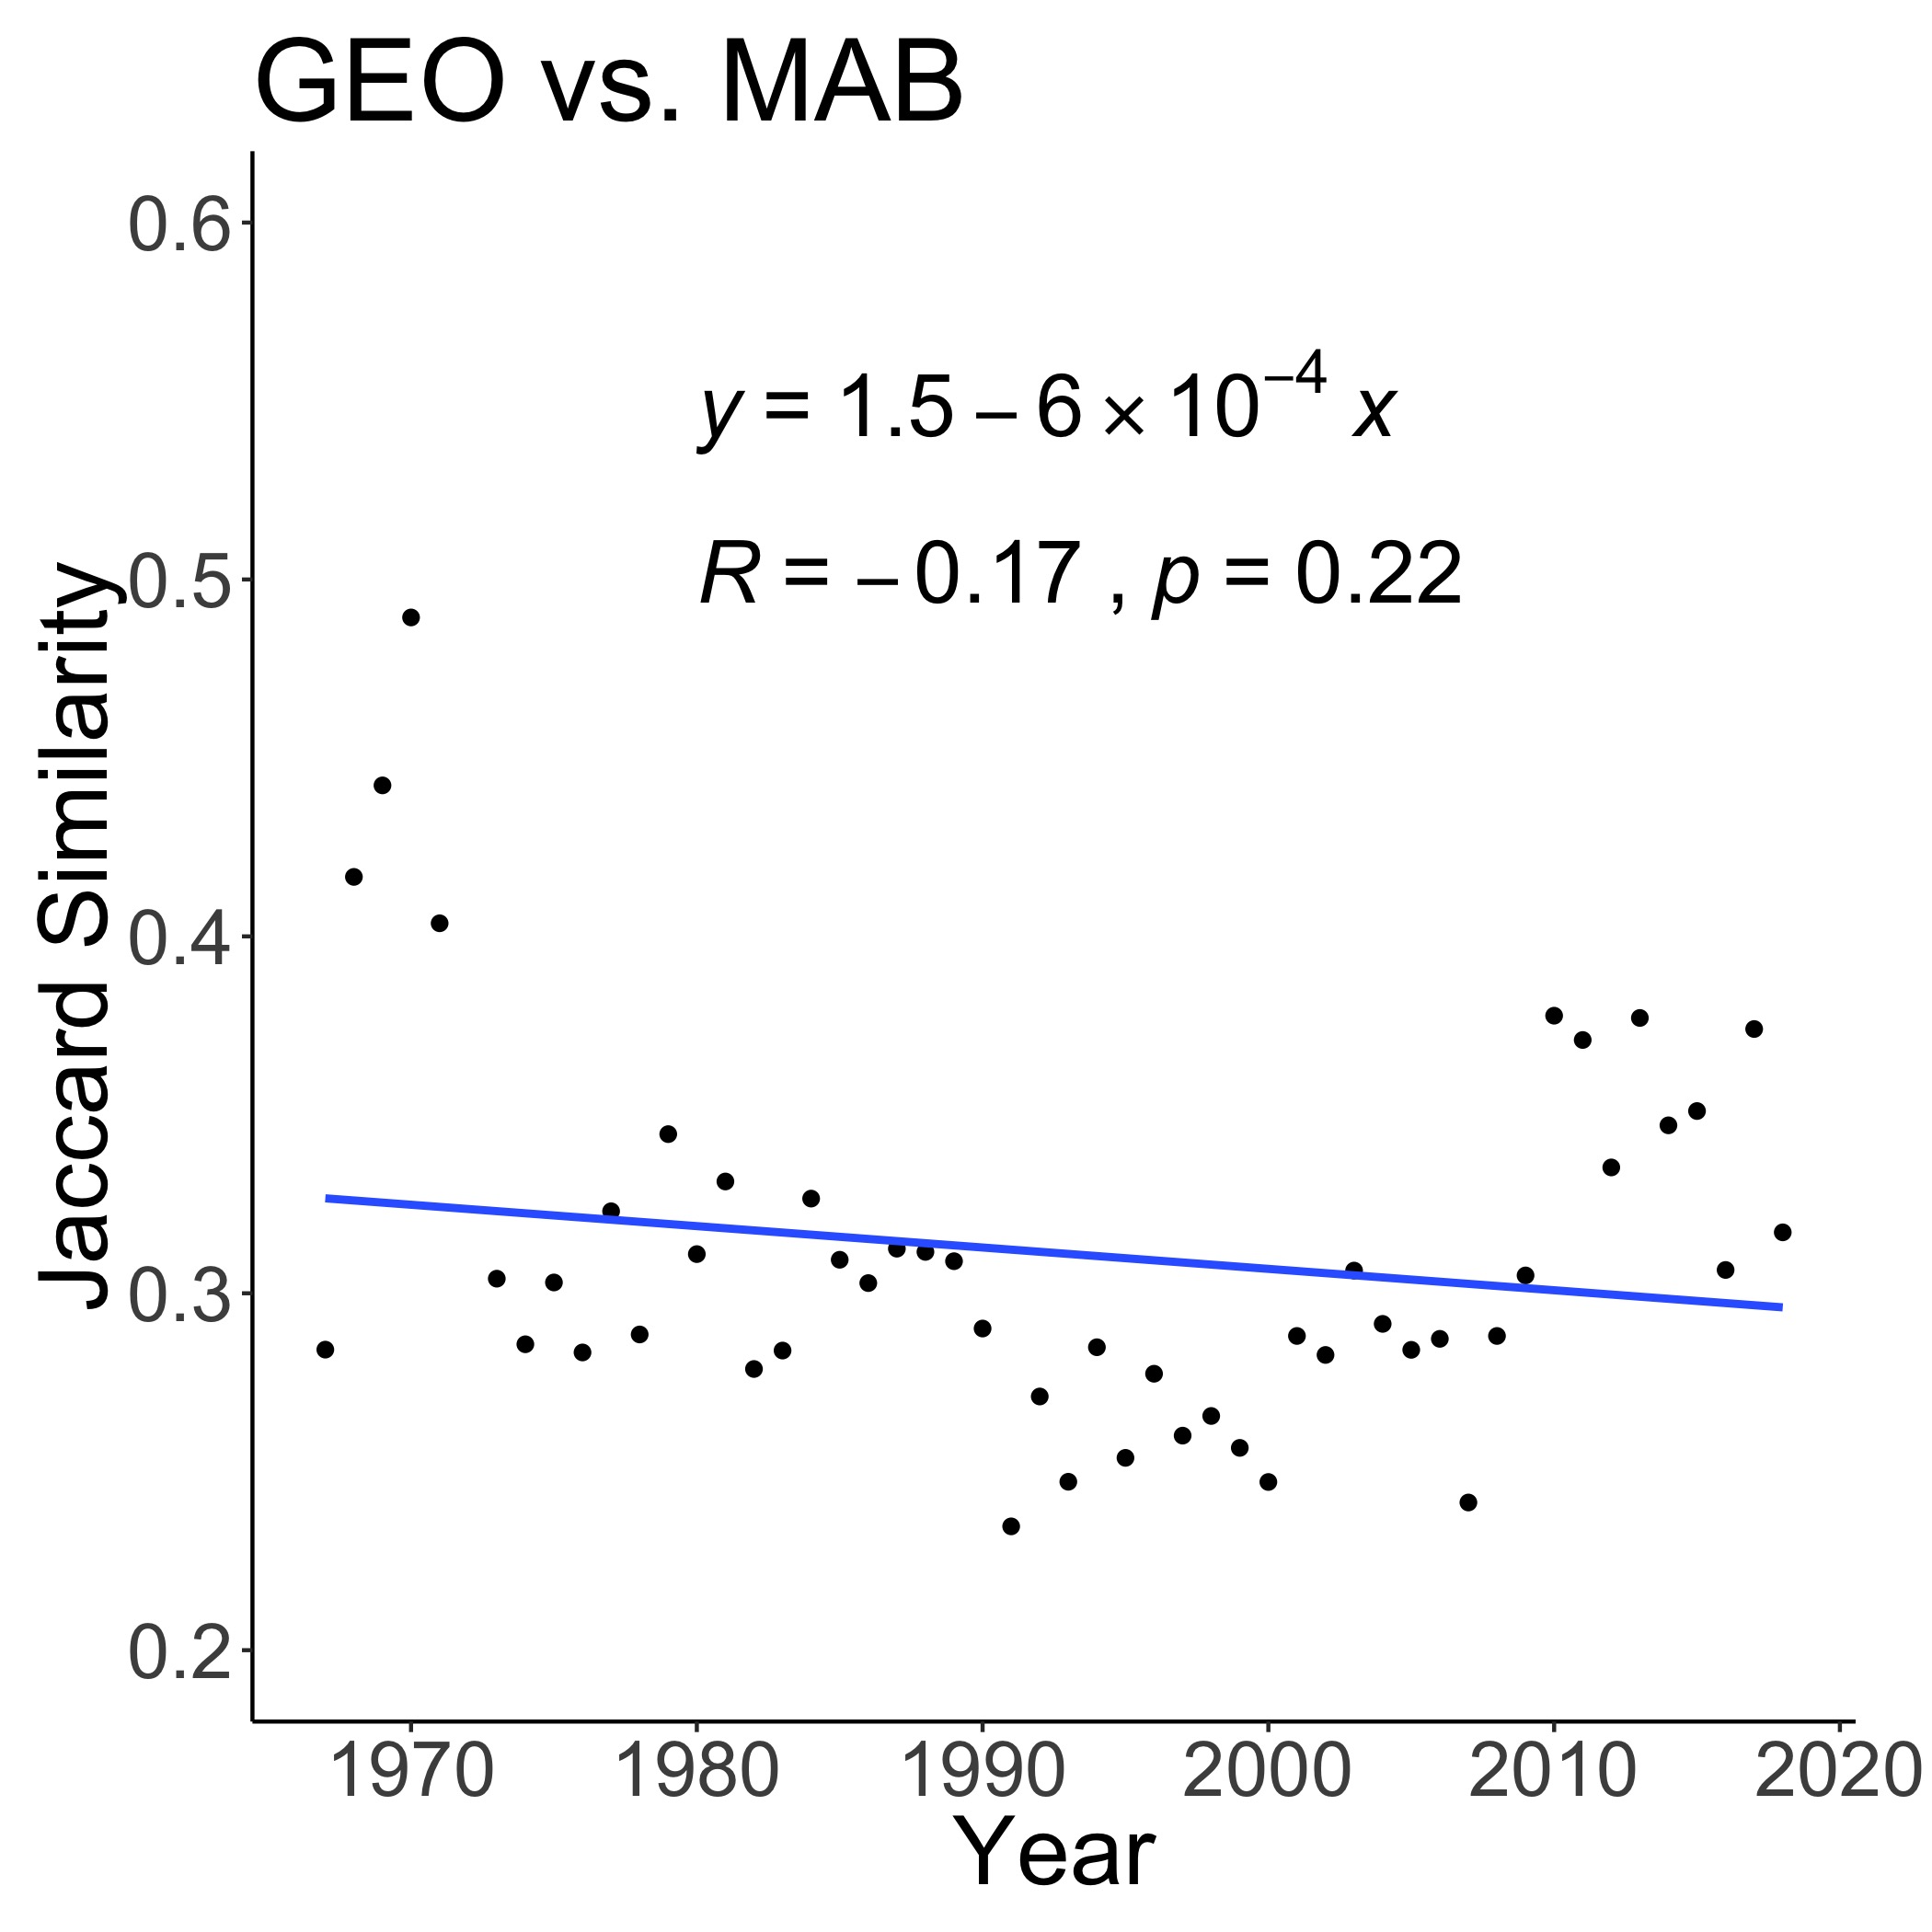 GEO vs. MAB
y = 1.5 − 6 × 10⁻⁴ x
R = − 0.17 , p = 0.22
Jaccard Similarity
0.6
0.5
0.4
0.3
0.2
1970 1980 1990 2000 2010 2020
Year